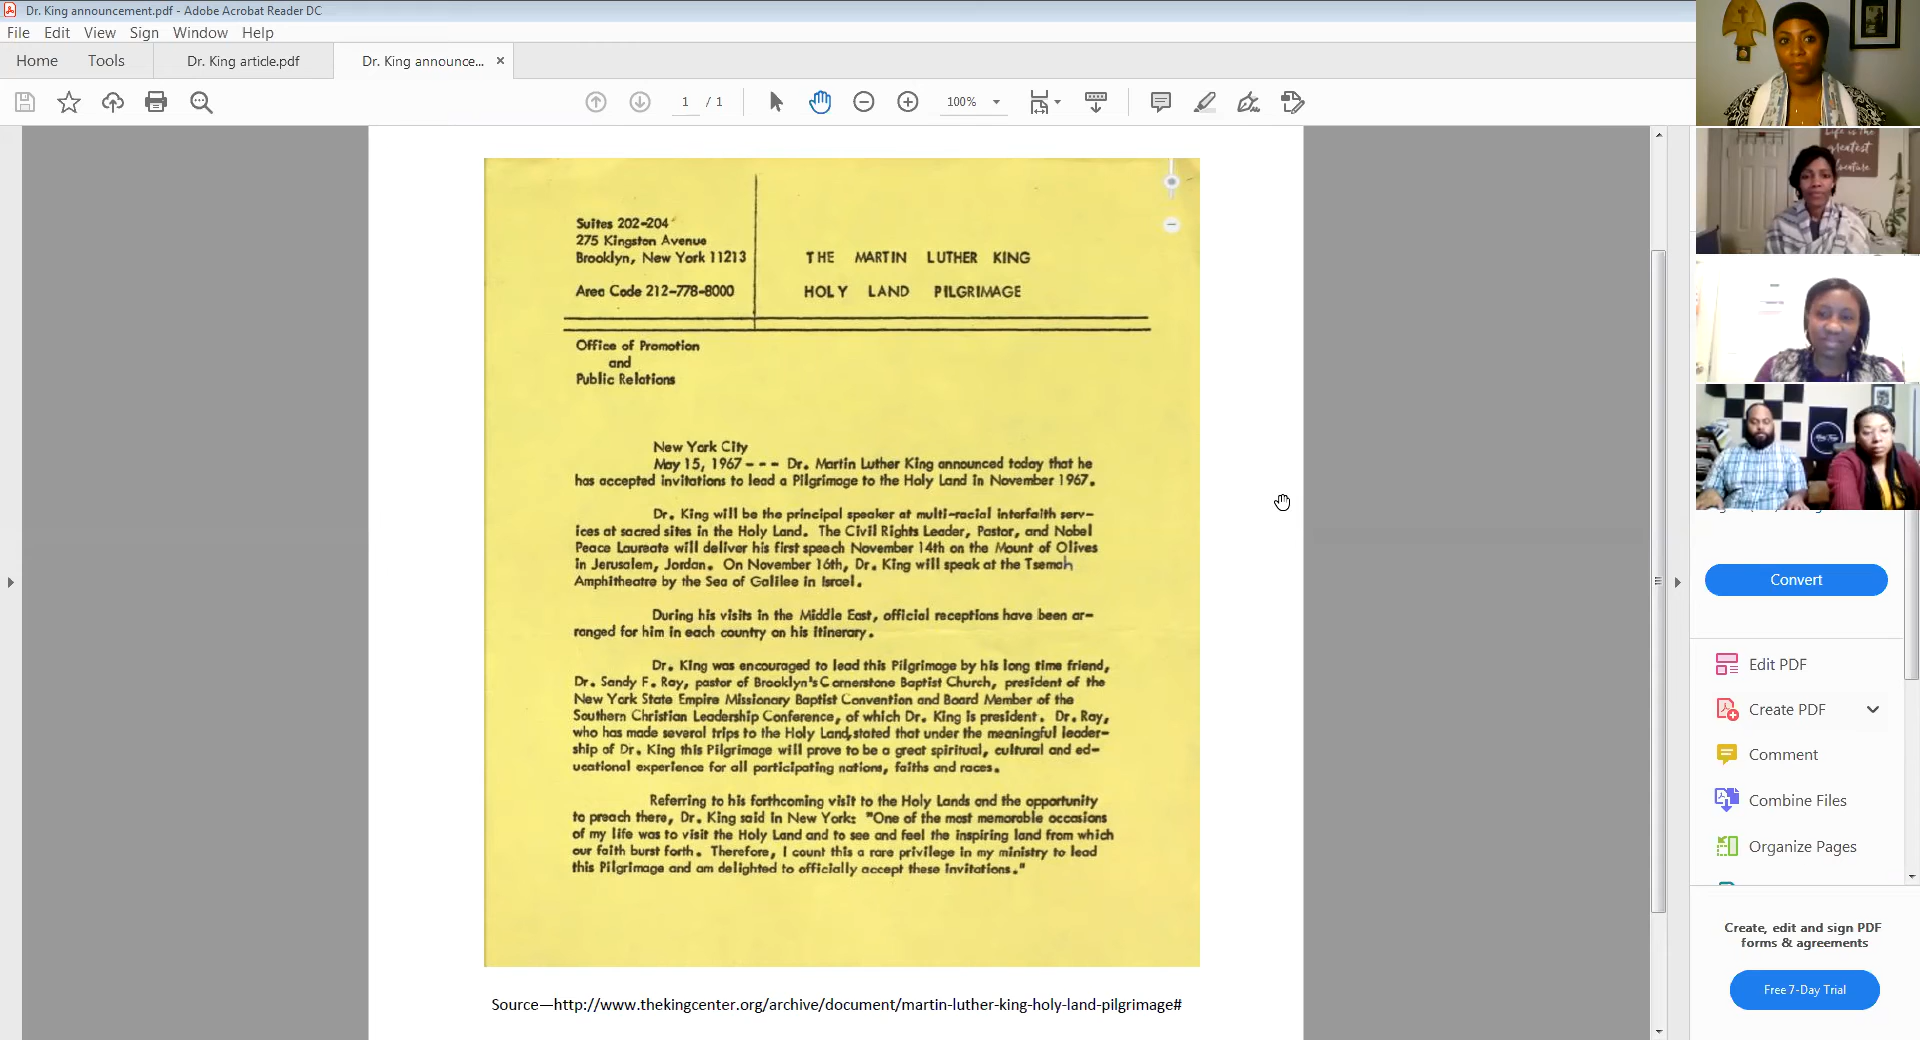 Dr. King announcement.pdf - Adobe Acrobat Reader DC
File Edit View Sign Window Help
Home Tools Dr. King article.pdf Dr. King announce... ×
1 / 1 100%
Suites 202-204
275 Kingston Avenue
Brooklyn, New York 11213
Area Code 212-778-8000
THE MARTIN LUTHER KING
HOLY LAND PILGRIMAGE
Office of Promotion
and
Public Relations
New York City
May 15, 1967 - - - Dr. Martin Luther King announced today that he
has accepted invitations to lead a Pilgrimage to the Holy Land in November 1967.
Dr. King will be the principal speaker at multi-racial interfaith serv-
ices at sacred sites in the Holy Land. The Civil Rights Leader, Pastor, and Nobel
Peace Laureate will deliver his first speech November 14th on the Mount of Olives
in Jerusalem, Jordan. On November 16th, Dr. King will speak at the Tsemah
Amphitheatre by the Sea of Galilee in Israel.
During his visits in the Middle East, official receptions have been ar-
ranged for him in each country on his itinerary.
Dr. King was encouraged to lead this Pilgrimage by his long time friend,
Dr. Sandy F. Ray, pastor of Brooklyn's Cornerstone Baptist Church, president of the
New York State Empire Missionary Baptist Convention and Board Member of the
Southern Christian Leadership Conference, of which Dr. King is president. Dr. Ray,
who has made several trips to the Holy Land, stated that under the meaningful leader-
ship of Dr. King this Pilgrimage will prove to be a great spiritual, cultural and ed-
ucational experience for all participating nations, faiths and races.
Referring to his forthcoming visit to the Holy Lands and the opportunity
to preach there, Dr. King said in New York: "One of the most memorable occasions
of my life was to visit the Holy Land and to see and feel the inspiring land from which
our faith burst forth. Therefore, I count this a rare privilege in my ministry to lead
this Pilgrimage and am delighted to officially accept these invitations."
Source—http://www.thekingcenter.org/archive/document/martin-luther-king-holy-land-pilgrimage#
Life is the
greatest
Convert
Edit PDF
Create PDF
Comment
Combine Files
Organize Pages
Create, edit and sign PDF
forms & agreements
Free 7-Day Trial